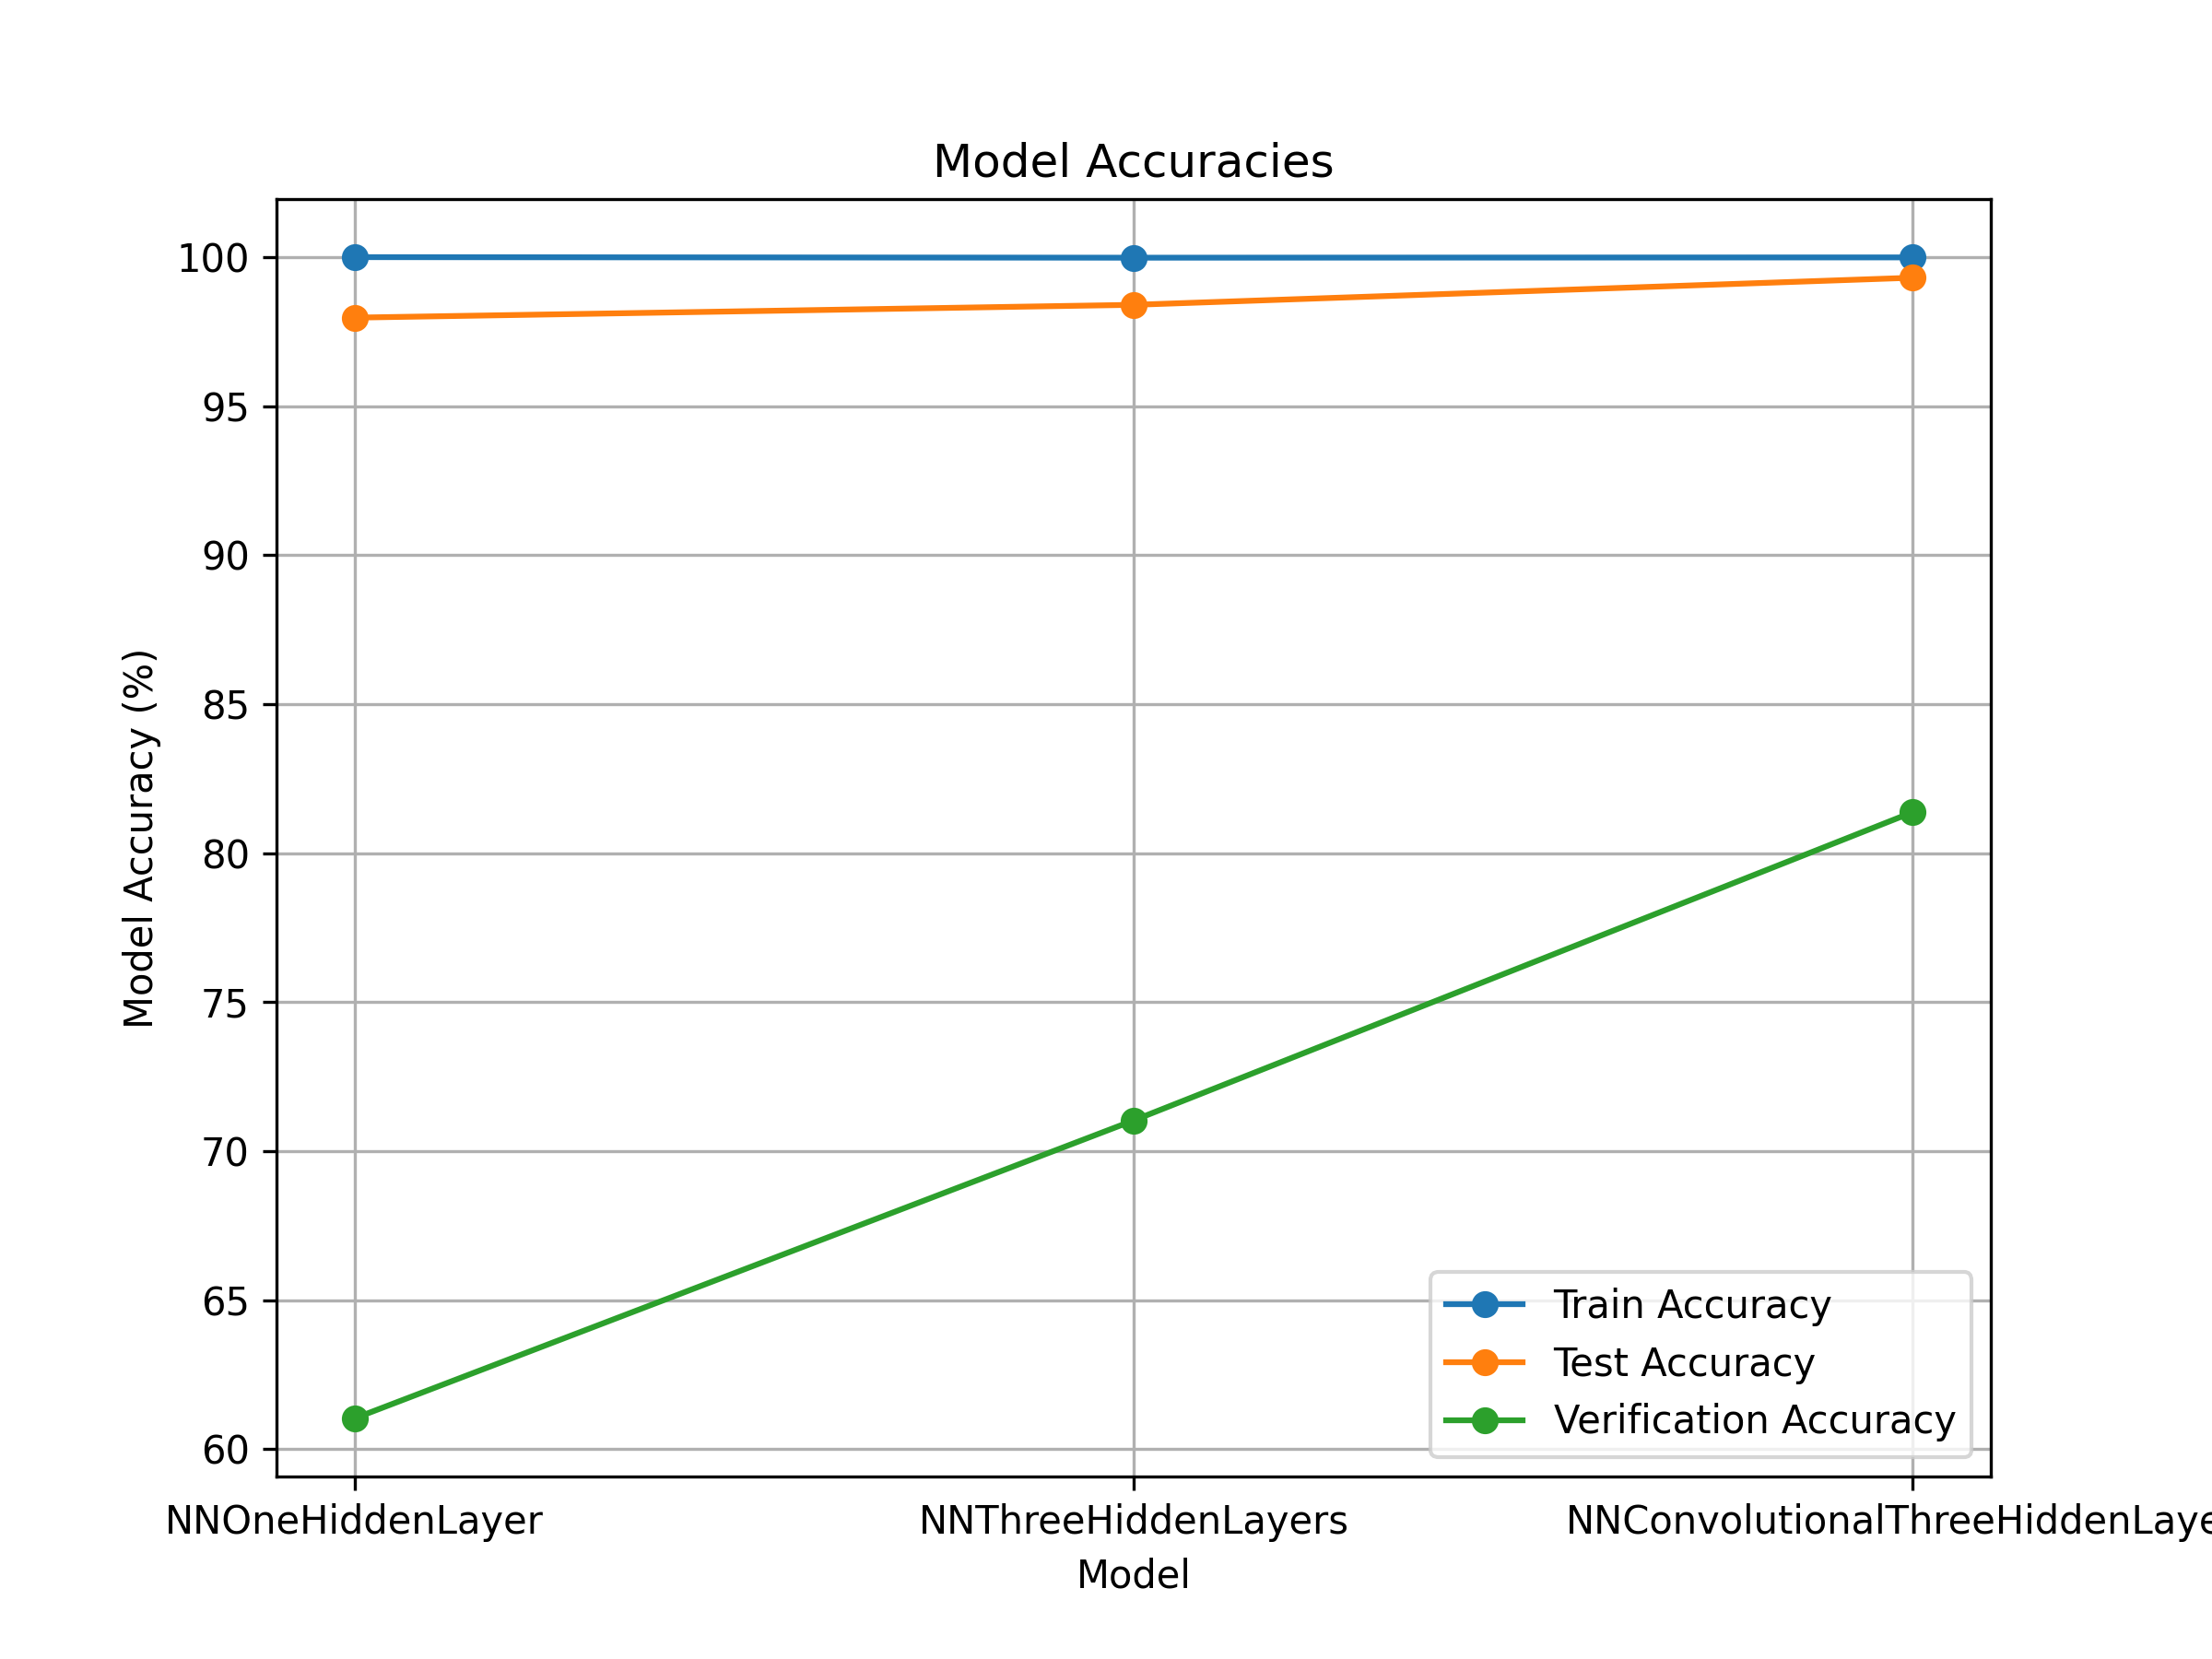 Model Accuracies
Model Accuracy (%)
100
95
90
85
80
75
70
65
60
Train Accuracy
Test Accuracy
Verification Accuracy
NNOneHiddenLayer NNThreeHiddenLayers NNConvolutionalThreeHiddenLaye
Model